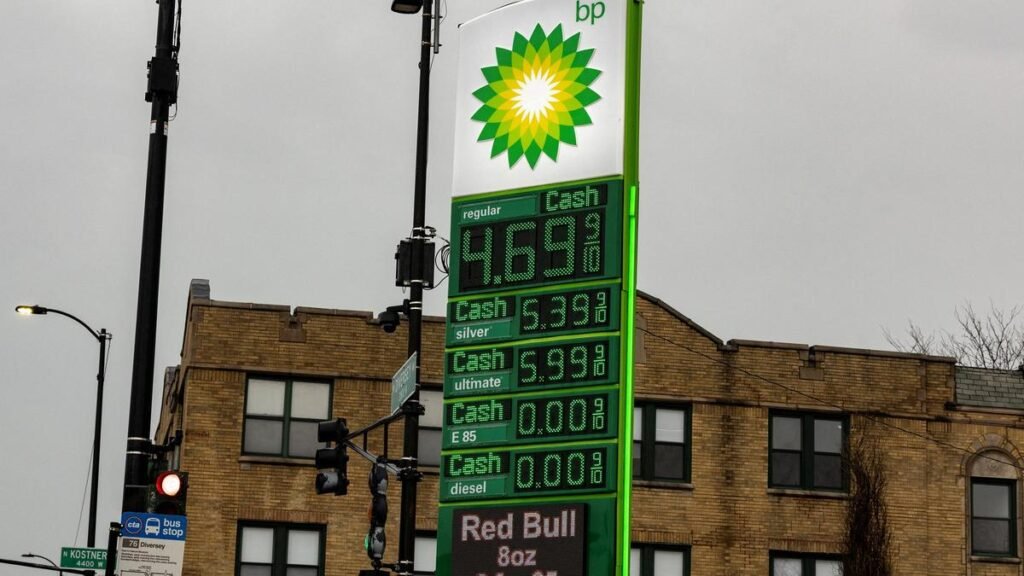 bp
regular Cash
4.69 9/10
Cash
silver
5.39 9/10
Cash
ultimate
5.99 9/10
Cash
E 85
0.00 9/10
Cash
diesel
0.00 9/10
Red Bull
8oz
cta bus stop
76 Diversey
N KOSTNER
4400 W